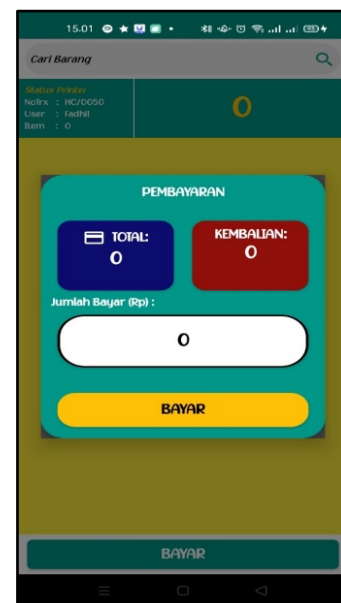 15.01
Cari Barang
Status Printer
NoTrx : HC/0050
User : Fadhil
Item : 0
0
PEMBAYARAN
TOTAL:
0
KEMBALIAN:
0
Jumlah Bayar (Rp) :
0
BAYAR
BAYAR